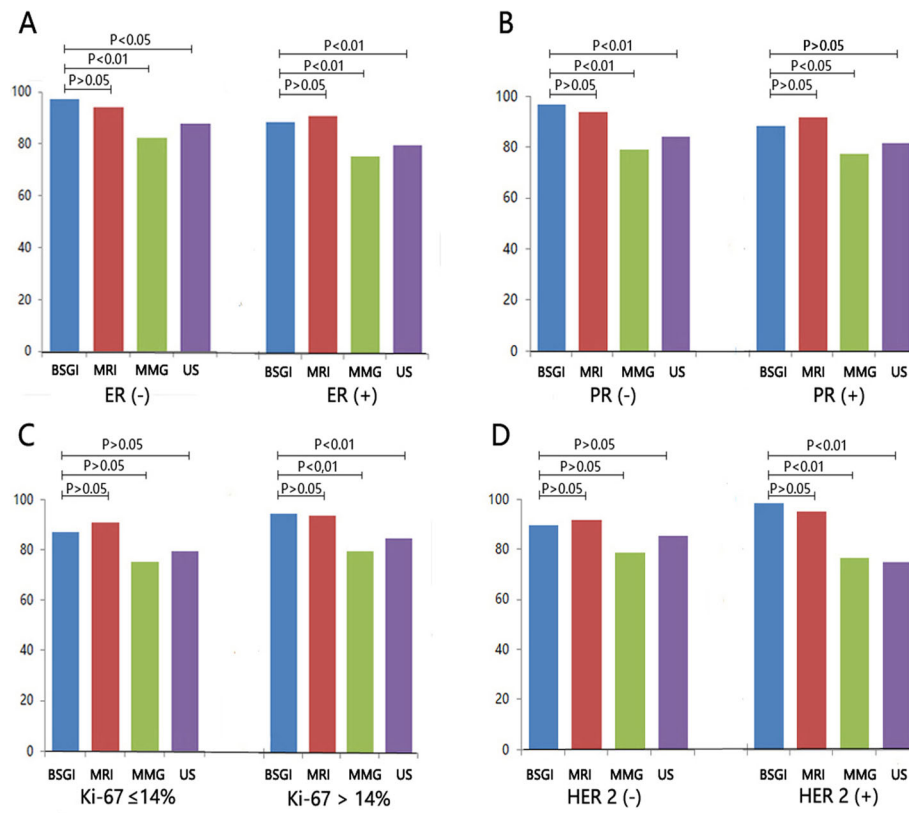 A
P<0.05
P<0.01
P>0.05
P<0.01
P<0.01
P>0.05
100
80
60
40
20
0
BSGI MRI MMG US BSGI MRI MMG US
ER (-) ER (+)
B
P<0.01
P<0.01
P>0.05
P>0.05
P<0.05
P>0.05
100
80
60
40
20
0
BSGI MRI MMG US BSGI MRI MMG US
PR (-) PR (+)
C
P>0.05
P>0.05
P>0.05
P<0.01
P<0,01
P>0.05
100
80
60
40
20
0
BSGI MRI MMG US BSGI MRI MMG US
Ki-67 ≤14% Ki-67 > 14%
D
P>0.05
P>0.05
P>0.05
P<0.01
P<0.01
P>0.05
100
80
60
40
20
0
BSGI MRI MMG US BSGI MRI MMG US
HER 2 (-) HER 2 (+)